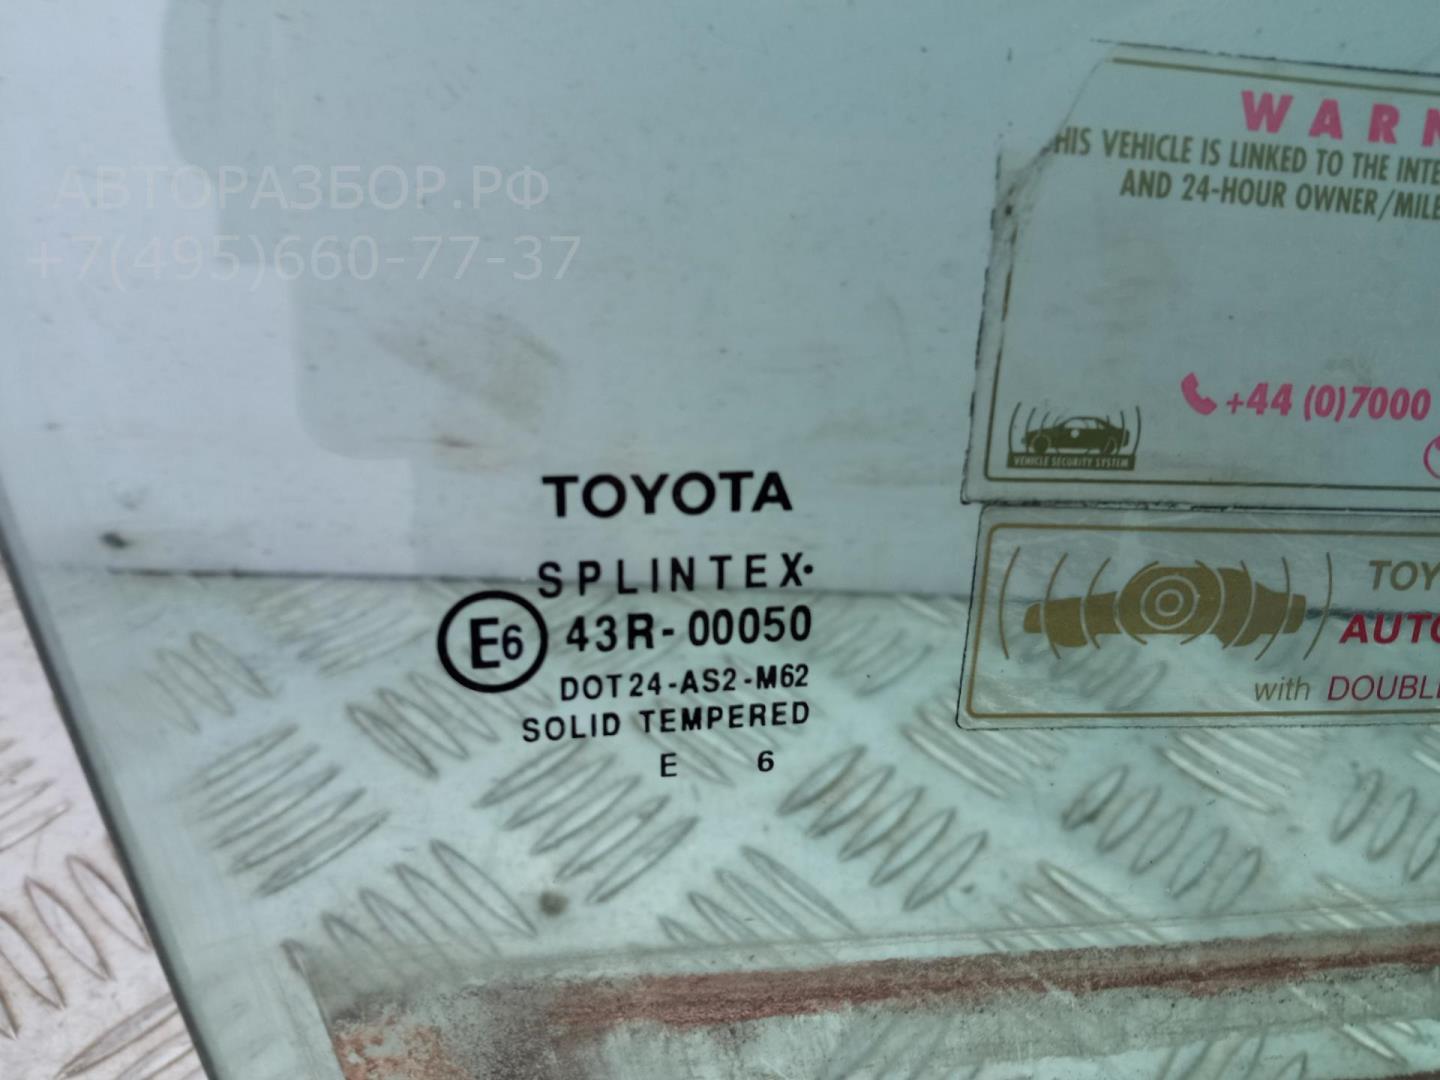 АВТОРАЗБОР.РФ
+7(495)660-77-37
WARN
HIS VEHICLE IS LINKED TO THE INTE
AND 24-HOUR OWNER/MILE
+44 (0)7000
VEHICLE SECURITY SYSTEM
TOYOTA
SPLINTEX
E6 43R-00050
DOT24-AS2-M62
SOLID TEMPERED
E 6
TOY
AUTO
with DOUBLE